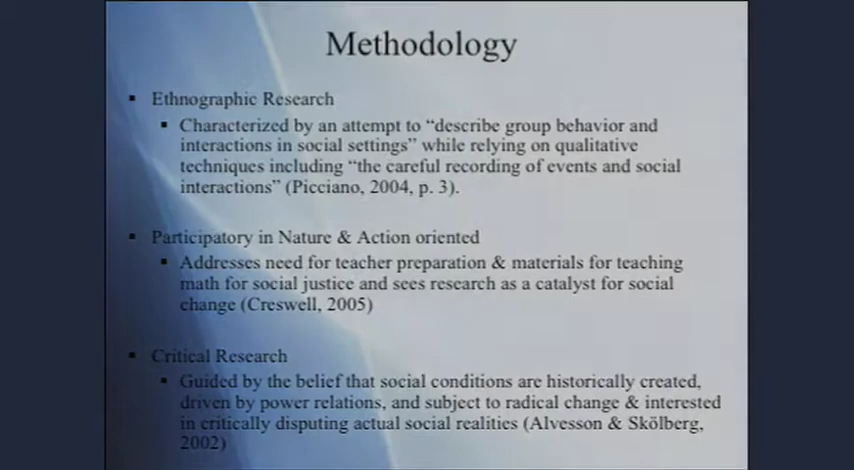 Methodology
▪ Ethnographic Research
▪ Characterized by an attempt to “describe group behavior and
interactions in social settings” while relying on qualitative
techniques including “the careful recording of events and social
interactions” (Picciano, 2004, p. 3).
▪ Participatory in Nature & Action oriented
▪ Addresses need for teacher preparation & materials for teaching
math for social justice and sees research as a catalyst for social
change (Creswell, 2005)
▪ Critical Research
▪ Guided by the belief that social conditions are historically created,
driven by power relations, and subject to radical change & interested
in critically disputing actual social realities (Alvesson & Skölberg,
2002)